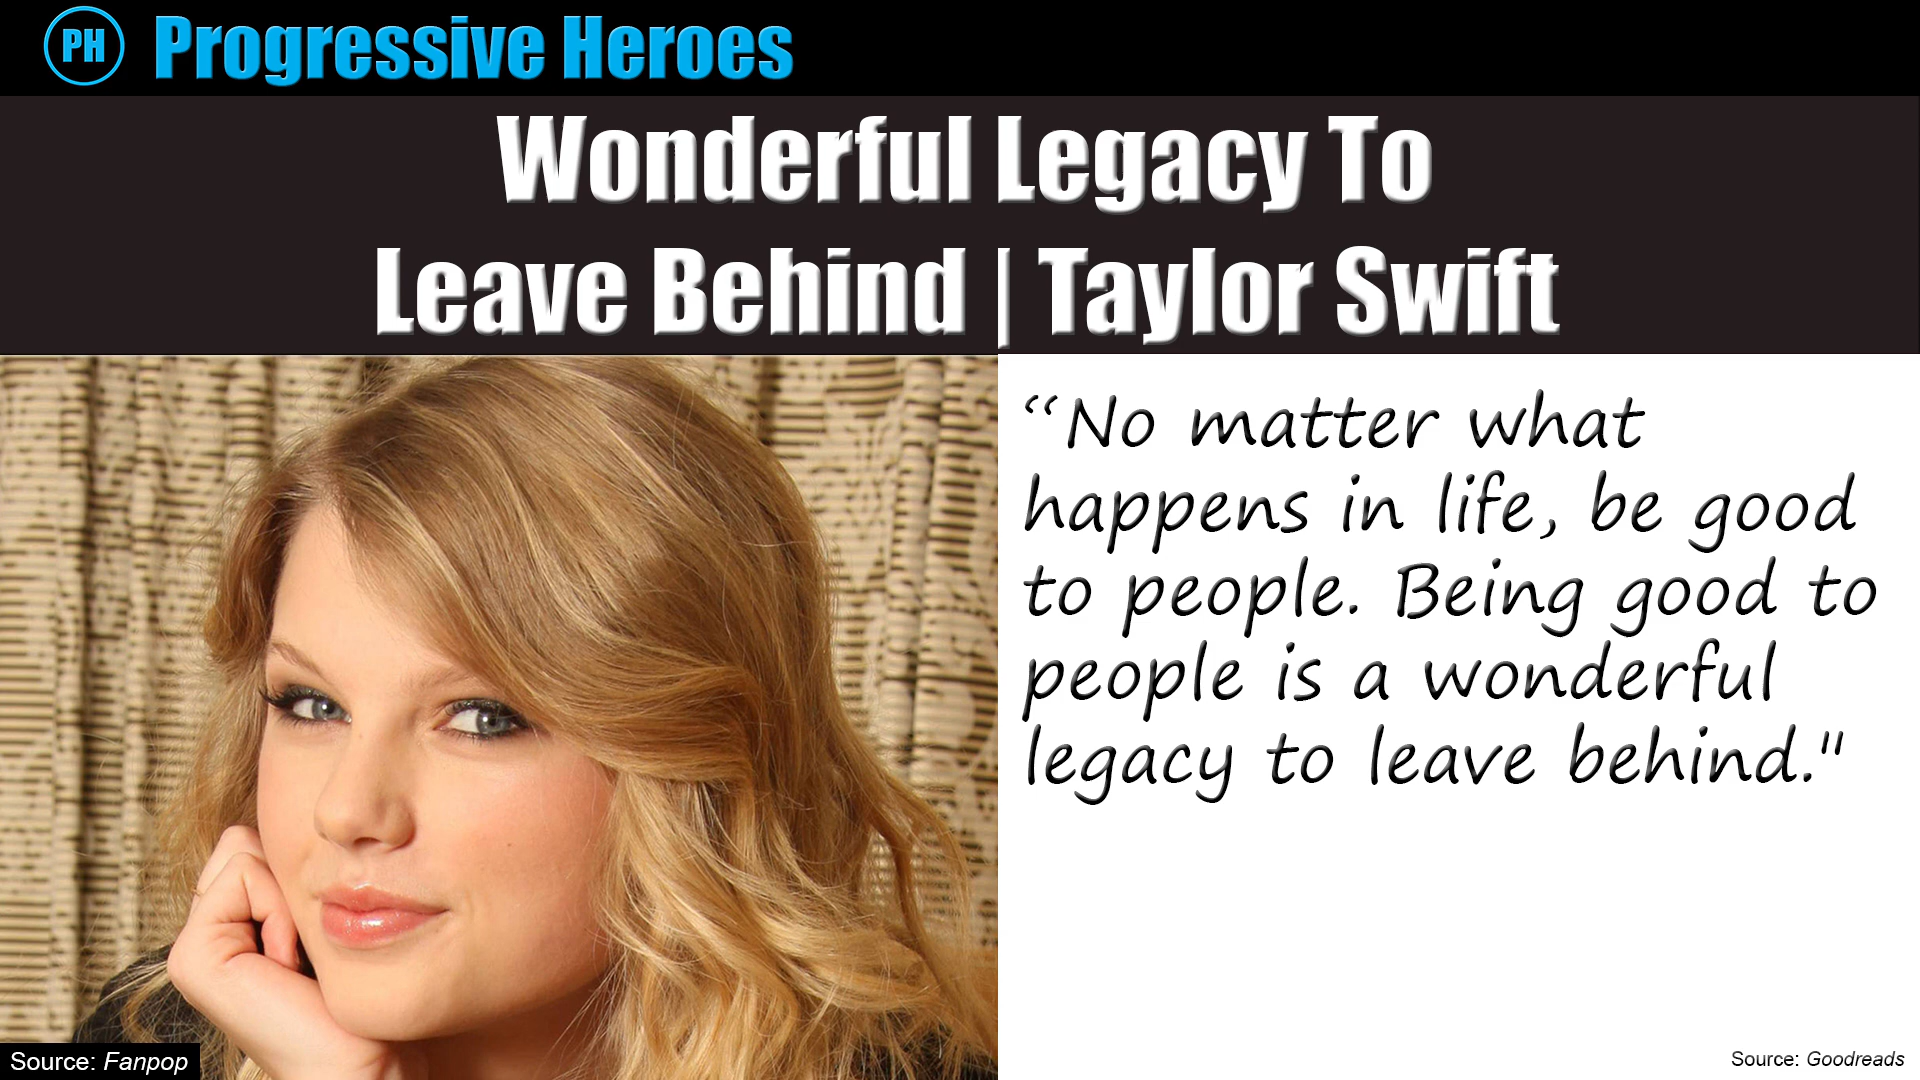 PH Progressive Heroes
Wonderful Legacy To
Leave Behind | Taylor Swift
“No matter what
happens in life, be good
to people. Being good to
people is a wonderful
legacy to leave behind."
Source: Fanpop
Source: Goodreads